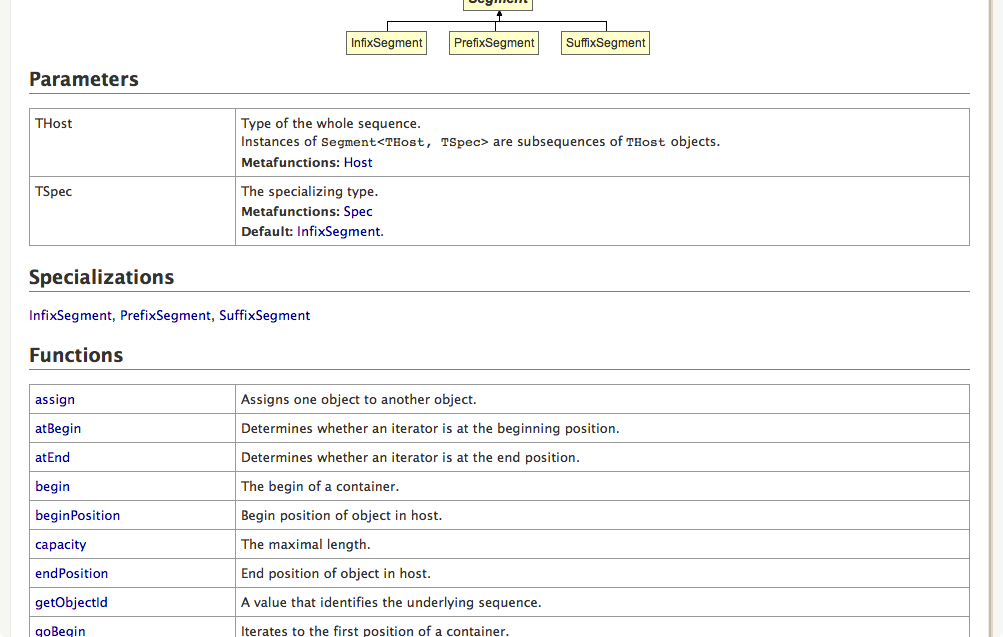 Segment
InfixSegment PrefixSegment SuffixSegment
Parameters
THost Type of the whole sequence.
Instances of Segment<THost, TSpec> are subsequences of THost objects.
Metafunctions: Host
TSpec The specializing type.
Metafunctions: Spec
Default: InfixSegment.
Specializations
InfixSegment, PrefixSegment, SuffixSegment
Functions
assign Assigns one object to another object.
atBegin Determines whether an iterator is at the beginning position.
atEnd Determines whether an iterator is at the end position.
begin The begin of a container.
beginPosition Begin position of object in host.
capacity The maximal length.
endPosition End position of object in host.
getObjectId A value that identifies the underlying sequence.
goBegin Iterates to the first position of a container.